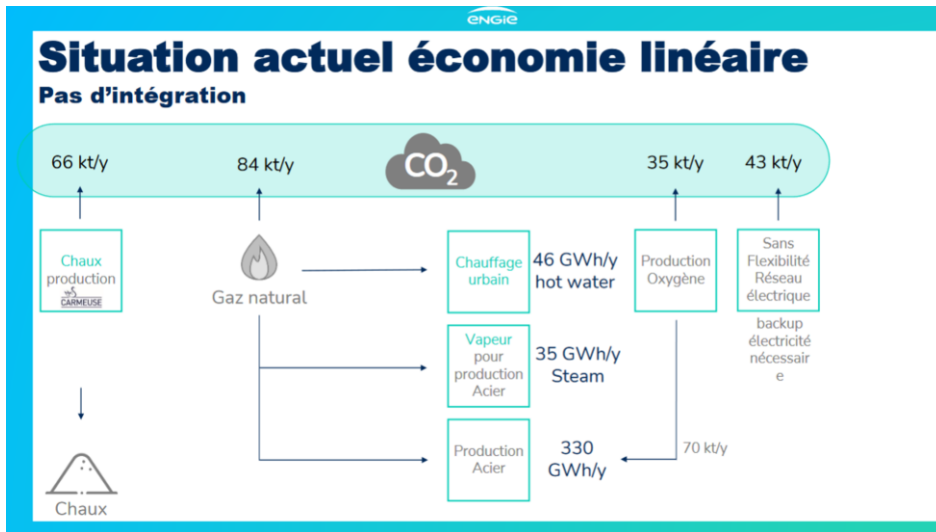 ENGIE
Situation actuel économie linéaire
Pas d'intégration
66 kt/y
84 kt/y
CO2
35 kt/y
43 kt/y
Chaux
production
CARMEUSE
Gaz natural
Chauffage
urbain
46 GWh/y
hot water
Production
Oxygène
Sans
Flexibilité
Réseau
électrique
backup
électricité
nécessair
e
Vapeur
pour
production
Acier
35 GWh/y
Steam
Production
Acier
330
GWh/y
70 kt/y
Chaux